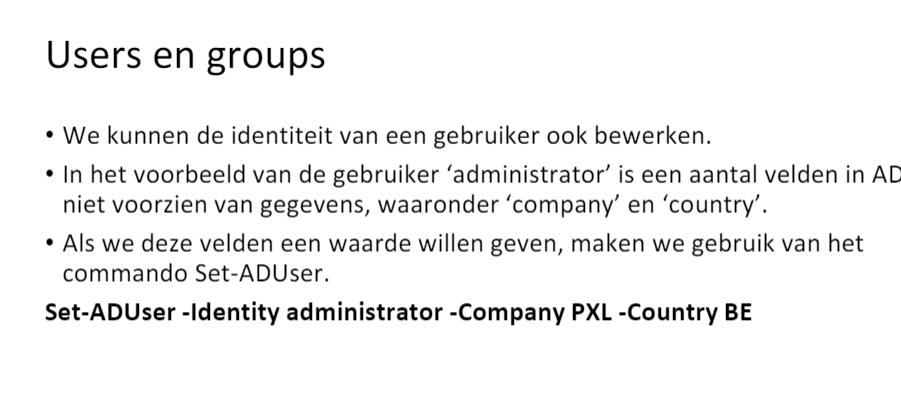 Users en groups
• We kunnen de identiteit van een gebruiker ook bewerken.
• In het voorbeeld van de gebruiker ‘administrator’ is een aantal velden in AD
niet voorzien van gegevens, waaronder ‘company’ en ‘country’.
• Als we deze velden een waarde willen geven, maken we gebruik van het
commando Set-ADUser.
Set-ADUser -Identity administrator -Company PXL -Country BE